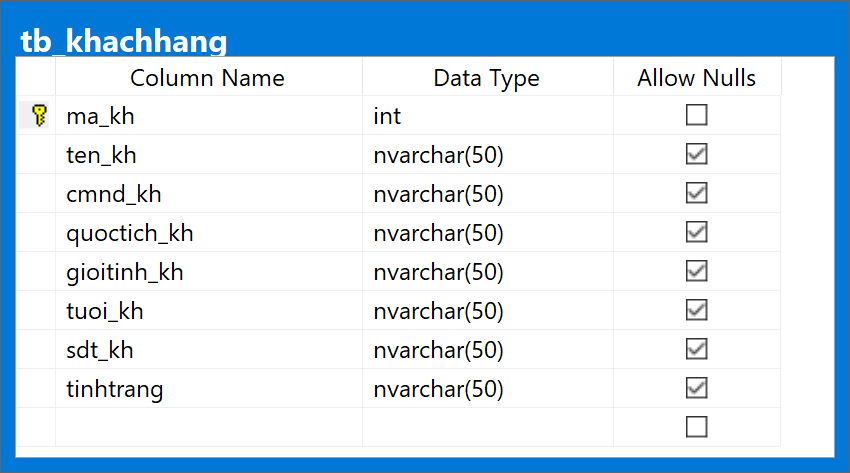 tb_khachhang
Column Name Data Type Allow Nulls
ma_kh int
ten_kh nvarchar(50)
cmnd_kh nvarchar(50)
quoctich_kh nvarchar(50)
gioitinh_kh nvarchar(50)
tuoi_kh nvarchar(50)
sdt_kh nvarchar(50)
tinhtrang nvarchar(50)